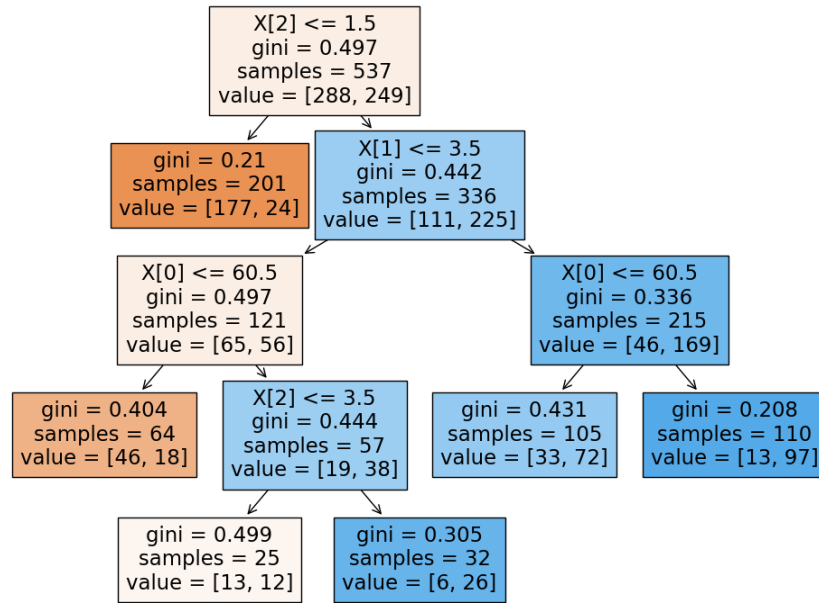 X[2] <= 1.5
gini = 0.497
samples = 537
value = [288, 249]
gini = 0.21
samples = 201
value = [177, 24]
X[1] <= 3.5
gini = 0.442
samples = 336
value = [111, 225]
X[0] <= 60.5
gini = 0.497
samples = 121
value = [65, 56]
X[0] <= 60.5
gini = 0.336
samples = 215
value = [46, 169]
gini = 0.404
samples = 64
value = [46, 18]
X[2] <= 3.5
gini = 0.444
samples = 57
value = [19, 38]
gini = 0.431
samples = 105
value = [33, 72]
gini = 0.208
samples = 110
value = [13, 97]
gini = 0.499
samples = 25
value = [13, 12]
gini = 0.305
samples = 32
value = [6, 26]